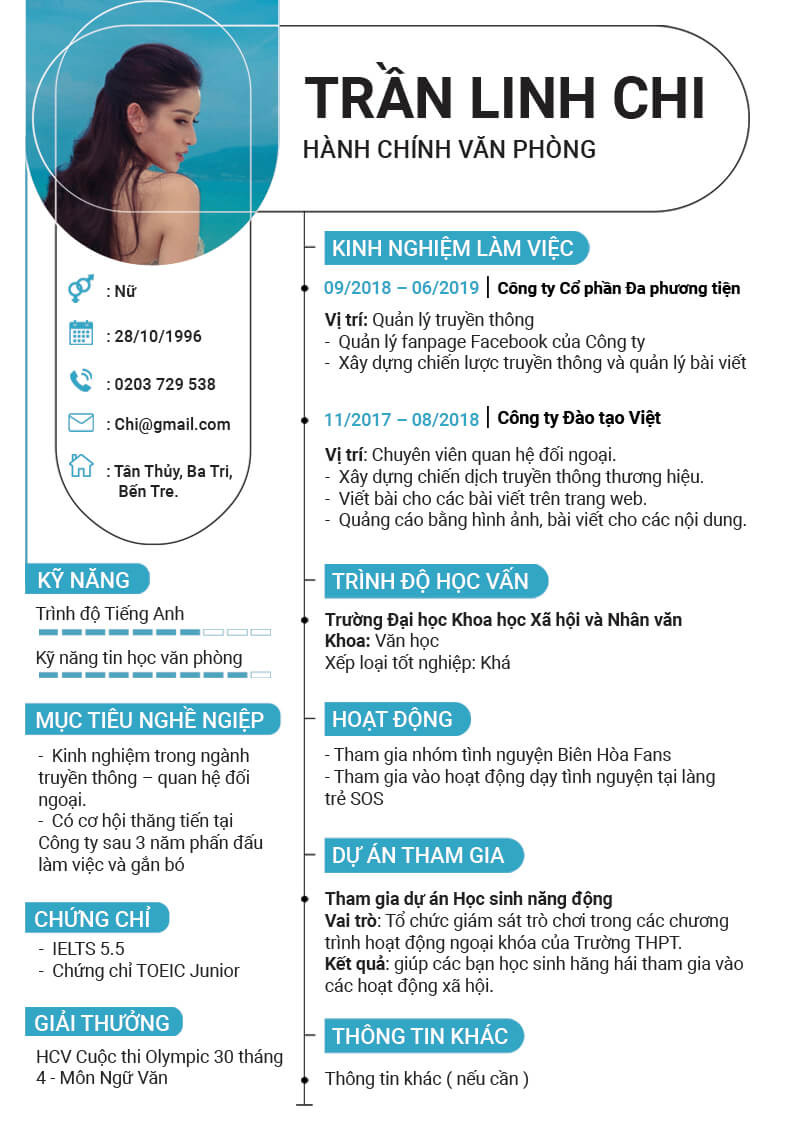 TRẦN LINH CHI
HÀNH CHÍNH VĂN PHÒNG
: Nữ
: 28/10/1996
: 0203 729 538
: Chi@gmail.com
: Tân Thủy, Ba Tri,
Bến Tre.
KỸ NĂNG
Trình độ Tiếng Anh
Kỹ năng tin học văn phòng
MỤC TIÊU NGHỀ NGIỆP
- Kinh nghiệm trong ngành
truyền thông – quan hệ đối
ngoại.
- Có cơ hội thăng tiến tại
Công ty sau 3 năm phấn đấu
làm việc và gắn bó
CHỨNG CHỈ
- IELTS 5.5
- Chứng chỉ TOEIC Junior
GIẢI THƯỞNG
HCV Cuộc thi Olympic 30 tháng
4 - Môn Ngữ Văn
KINH NGHIỆM LÀM VIỆC
09/2018 – 06/2019 | Công ty Cổ phần Đa phương tiện
Vị trí: Quản lý truyền thông
- Quản lý fanpage Facebook của Công ty
- Xây dựng chiến lược truyền thông và quản lý bài viết
11/2017 – 08/2018 | Công ty Đào tạo Việt
Vị trí: Chuyên viên quan hệ đối ngoại.
- Xây dựng chiến dịch truyền thông thương hiệu.
- Viết bài cho các bài viết trên trang web.
- Quảng cáo bằng hình ảnh, bài viết cho các nội dung.
TRÌNH ĐỘ HỌC VẤN
Trường Đại học Khoa học Xã hội và Nhân văn
Khoa: Văn học
Xếp loại tốt nghiệp: Khá
HOẠT ĐỘNG
- Tham gia nhóm tình nguyện Biên Hòa Fans
- Tham gia vào hoạt động dạy tình nguyện tại làng
trẻ SOS
DỰ ÁN THAM GIA
Tham gia dự án Học sinh năng động
Vai trò: Tổ chức giám sát trò chơi trong các chương
trình hoạt động ngoại khóa của Trường THPT.
Kết quả: giúp các bạn học sinh hăng hái tham gia vào
các hoạt động xã hội.
THÔNG TIN KHÁC
Thông tin khác ( nếu cần )